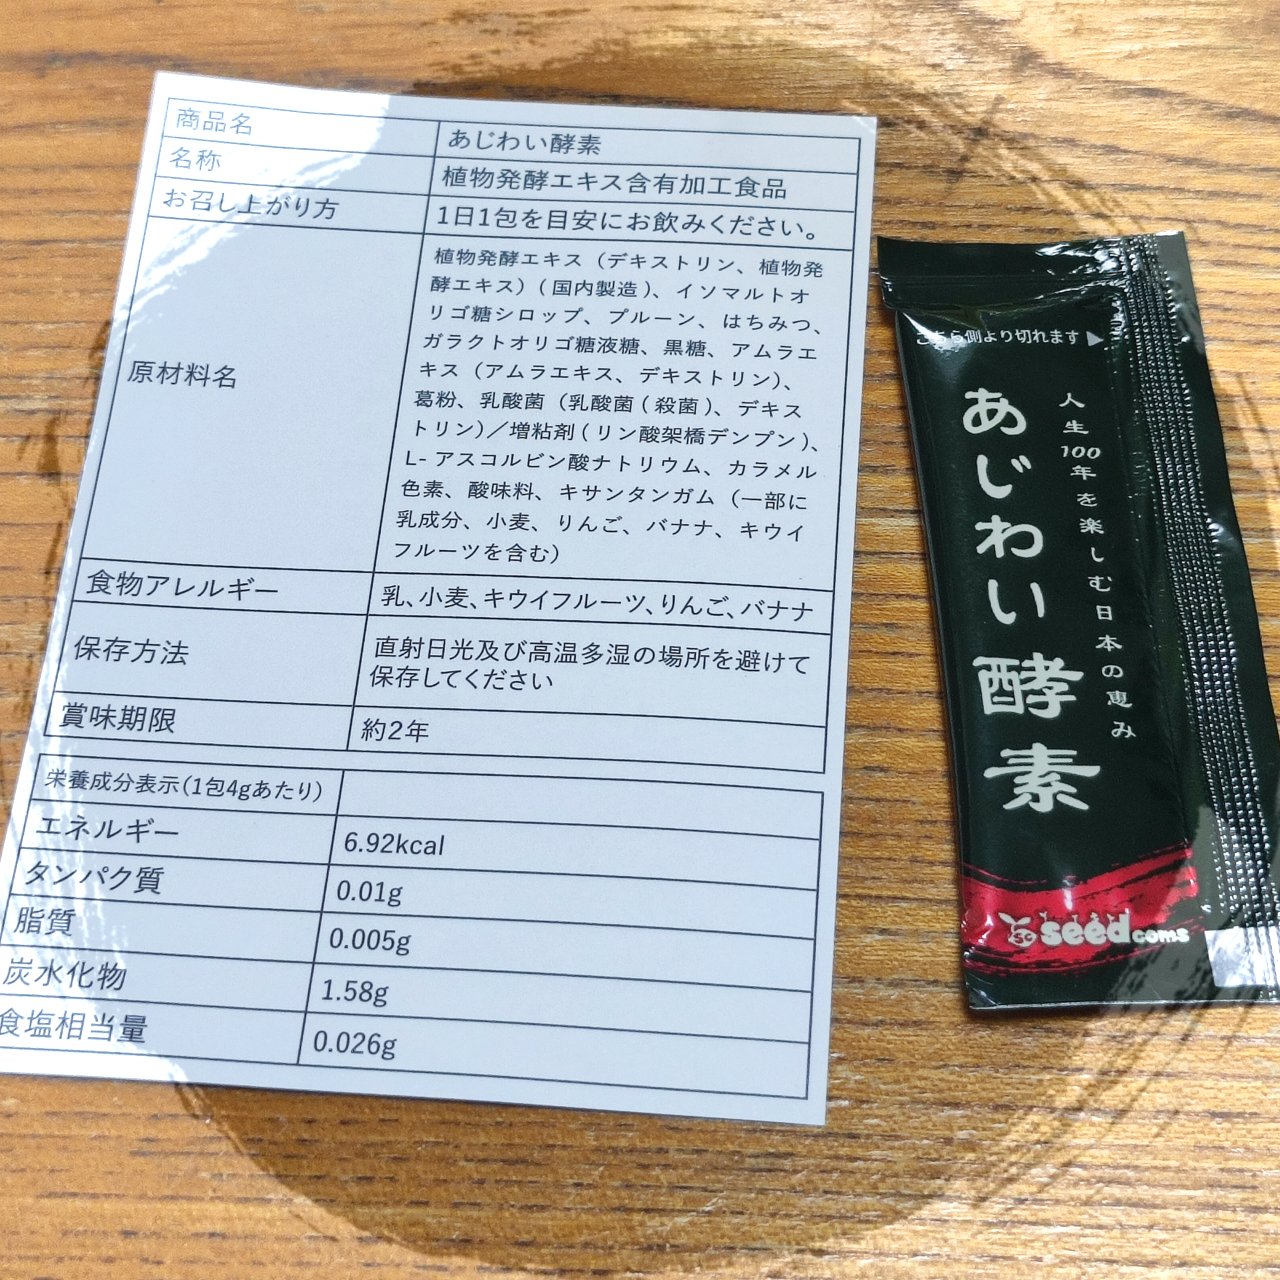 商品名 あじわい酵素
名称 植物発酵エキス含有加工食品
お召し上がり方 1日1包を目安にお飲みください。
原材料名
植物発酵エキス（デキストリン、植物発
酵エキス）(国内製造)、イソマルトオ
リゴ糖シロップ、プルーン、はちみつ、
ガラクトオリゴ糖液糖、黒糖、アムラエ
キス（アムラエキス、デキストリン）、
葛粉、乳酸菌（乳酸菌(殺菌)、デキス
トリン）／増粘剤(リン酸架橋デンプン)、
L-アスコルビン酸ナトリウム、カラメル
色素、酸味料、キサンタンガム（一部に
乳成分、小麦、りんご、バナナ、キウイ
フルーツを含む）
食物アレルギー 乳、小麦、キウイフルーツ、りんご、バナナ
保存方法
直射日光及び高温多湿の場所を避けて
保存してください
賞味期限 約2年
栄養成分表示(1包4gあたり)
エネルギー 6.92kcal
タンパク質 0.01g
脂質 0.005g
炭水化物 1.58g
食塩相当量 0.026g
こちら側より切れます▶
人生100年を楽しむ日本の恵み
あじわい酵素
seedcoms